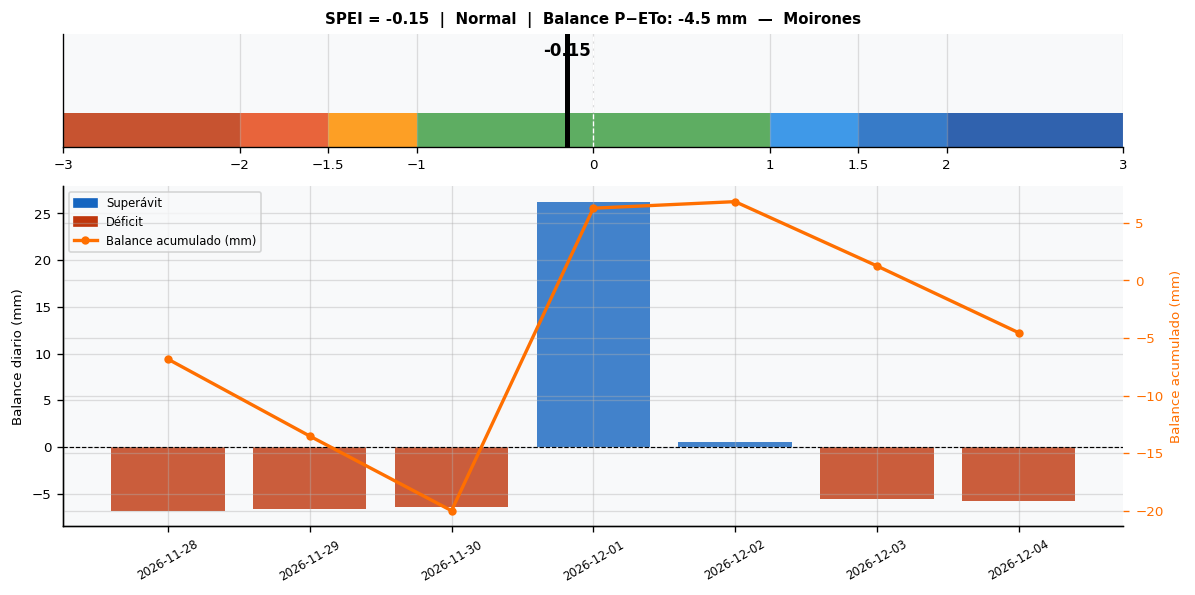 SPEI = -0.15  |  Normal  |  Balance P−ETo: -4.5 mm  —  Moirones
-0.15
−3 −2 −1.5 −1 0 1 1.5 2 3
Superávit
Déficit
Balance acumulado (mm)
Balance diario (mm)
25
20
15
10
5
0
−5
5
0
−5
−10
−15
−20
Balance acumulado (mm)
2026-11-28 2026-11-29 2026-11-30 2026-12-01 2026-12-02 2026-12-03 2026-12-04